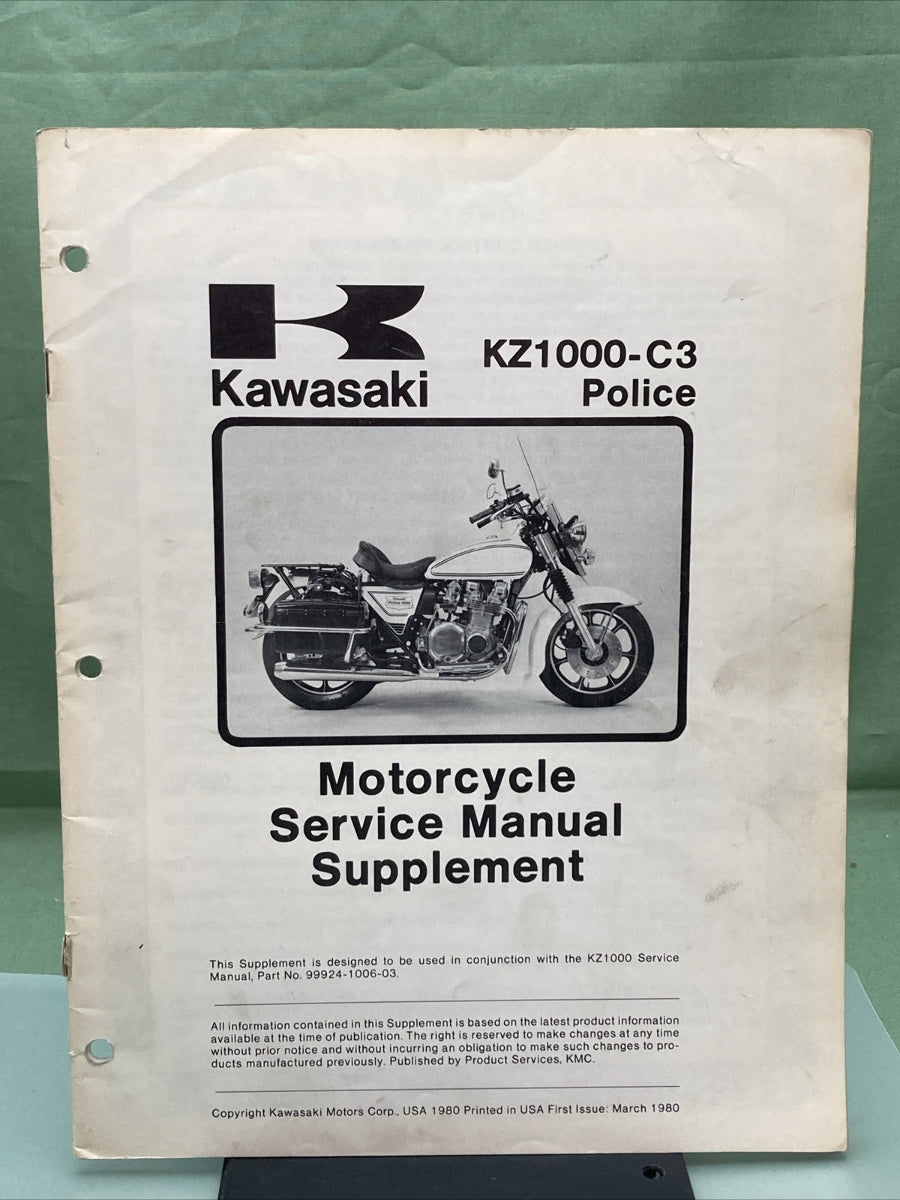 KZ1000-C3
Police
Kawasaki
Motorcycle
Service Manual
Supplement
This Supplement is designed to be used in conjunction with the KZ1000 Service
Manual, Part No. 99924-1006-03.
All information contained in this Supplement is based on the latest product information
available at the time of publication. The right is reserved to make changes at any time
without prior notice and without incurring an obligation to make such changes to pro-
ducts manufactured previously. Published by Product Services, KMC.
Copyright Kawasaki Motors Corp., USA 1980 Printed in USA First Issue: March 1980